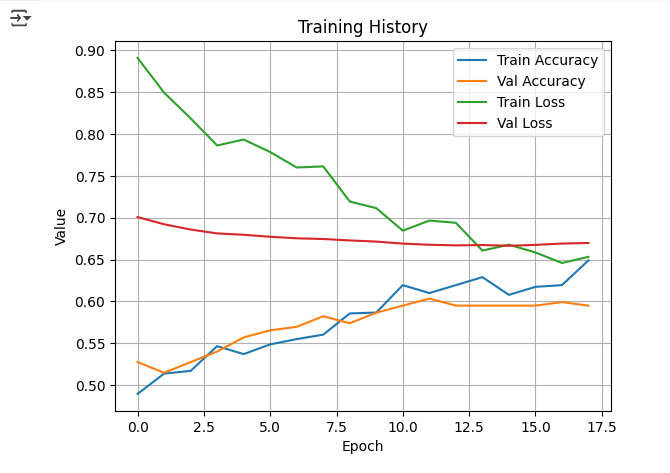 Training History
Train Accuracy
Val Accuracy
Train Loss
Val Loss
0.90
0.85
0.80
0.75
0.70
0.65
0.60
0.55
0.50
Value
0.0 2.5 5.0 7.5 10.0 12.5 15.0 17.5
Epoch